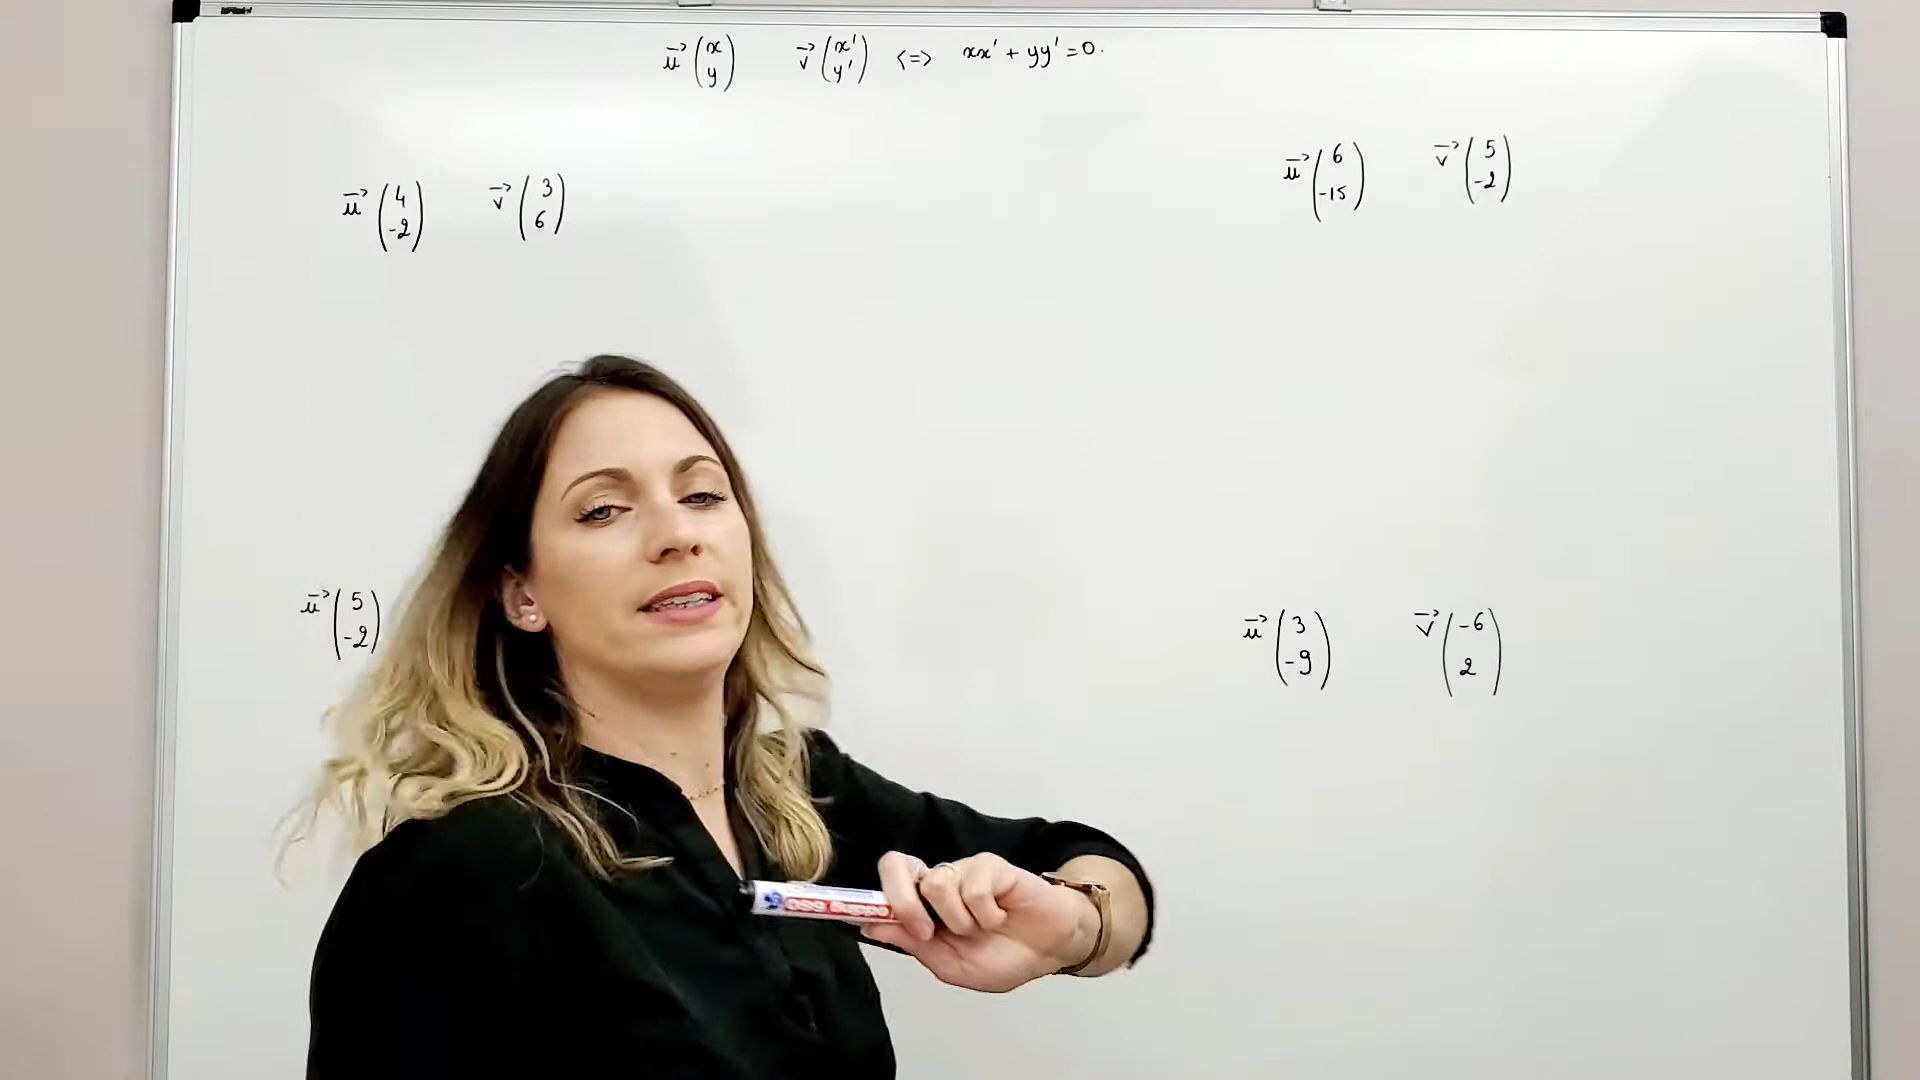 u⃗ (x y) v⃗ (x' y') <=> xx' + yy' = 0.
u⃗ (4 -2) v⃗ (3 6)
u⃗ (6 -15) v⃗ (5 -2)
u⃗ (5 -2)
u⃗ (3 -9) v⃗ (-6 2)